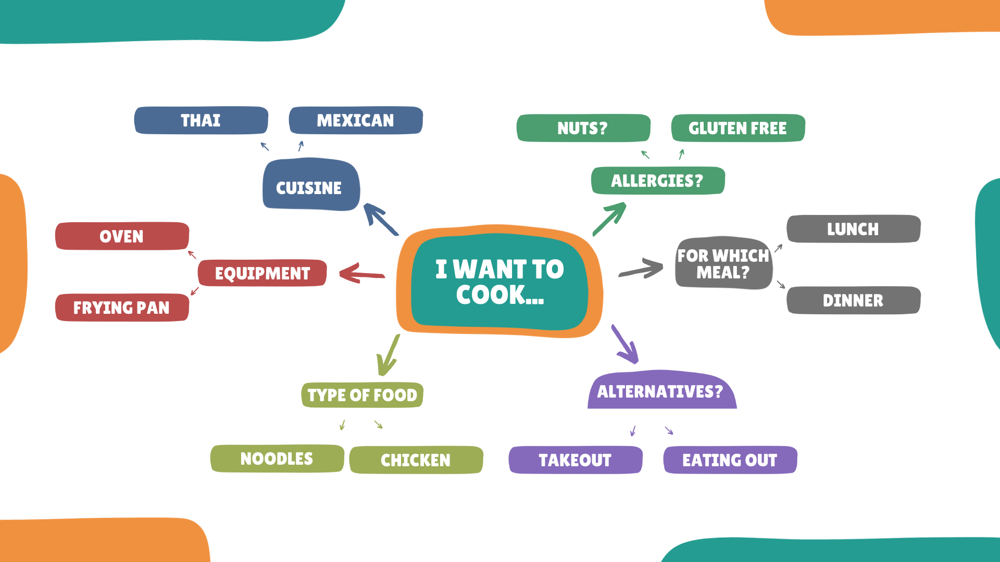 THAI
MEXICAN
NUTS?
GLUTEN FREE
CUISINE
ALLERGIES?
OVEN
EQUIPMENT
FRYING PAN
I WANT TO
COOK...
FOR WHICH
MEAL?
LUNCH
DINNER
TYPE OF FOOD
ALTERNATIVES?
NOODLES
CHICKEN
TAKEOUT
EATING OUT